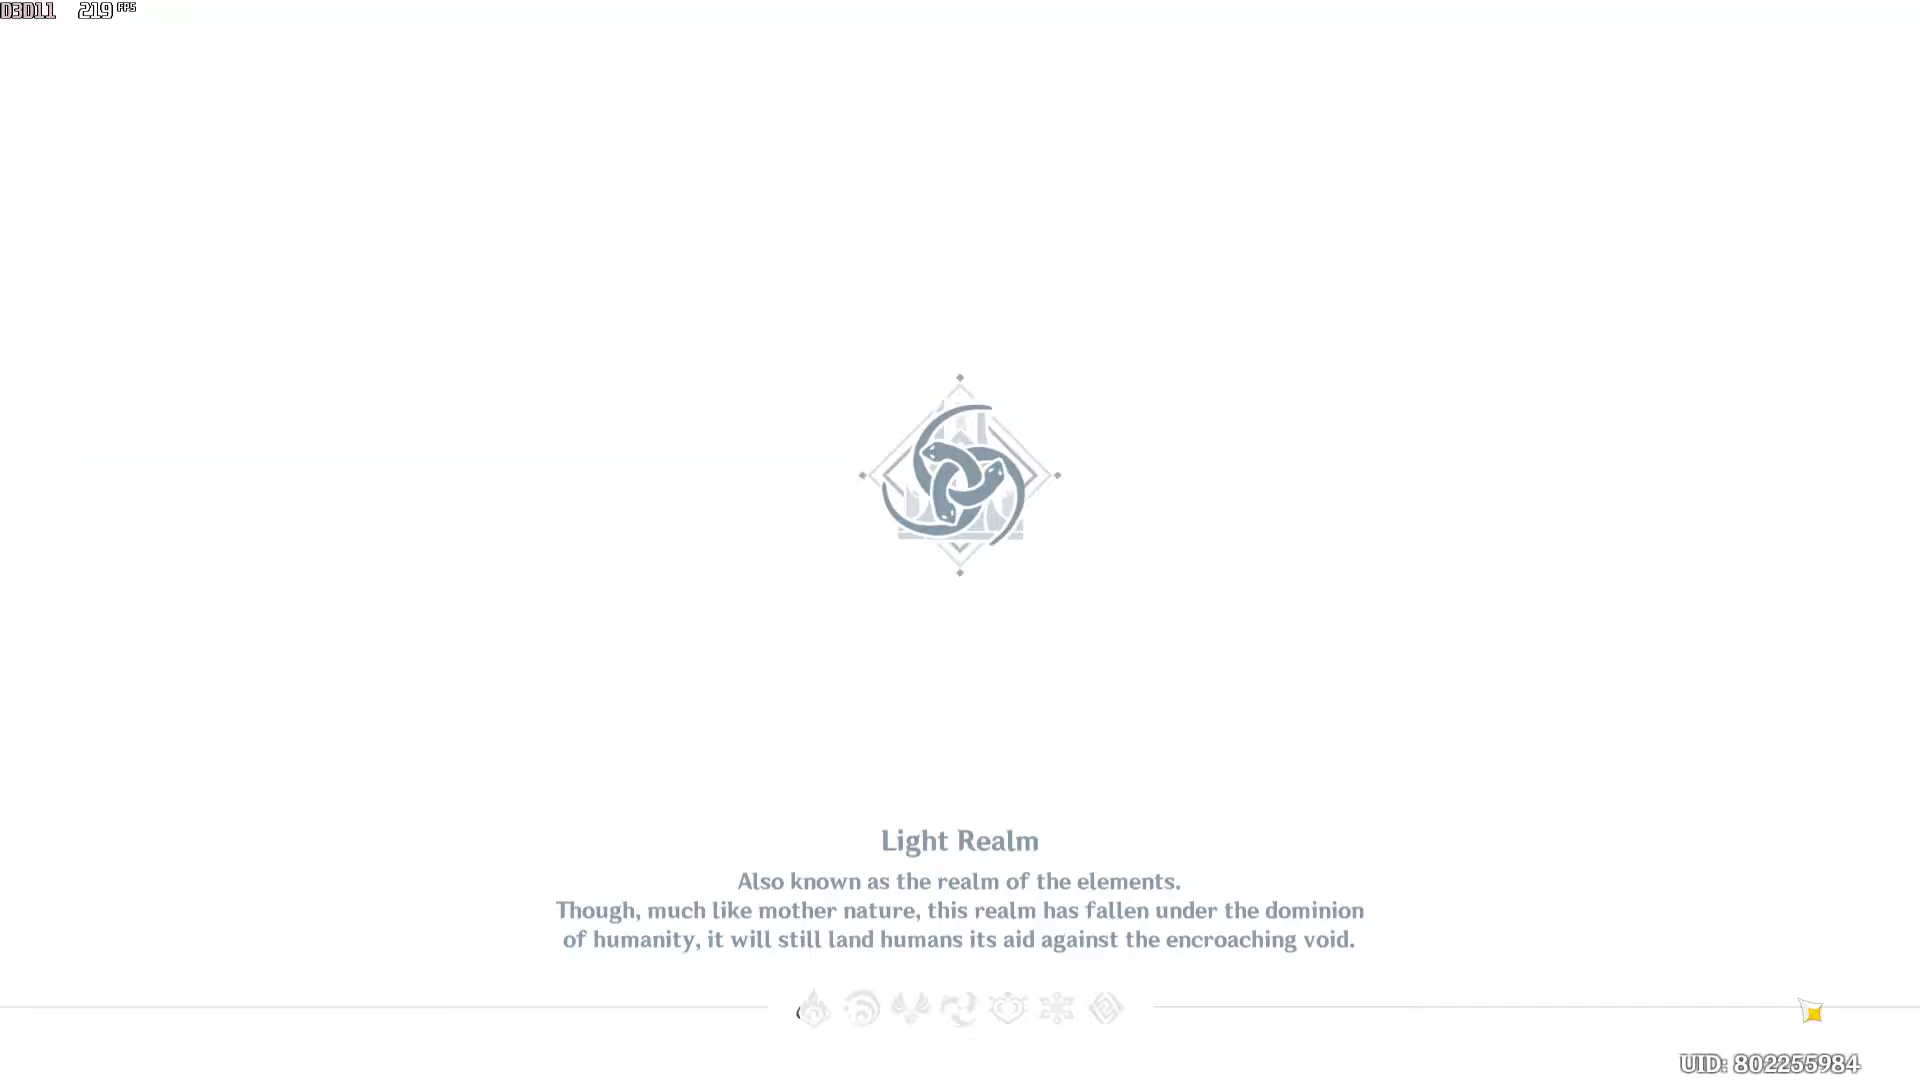 D3D11 219 FPS
Light Realm
Also known as the realm of the elements.
Though, much like mother nature, this realm has fallen under the dominion
of humanity, it will still land humans its aid against the encroaching void.
UID: 802255984